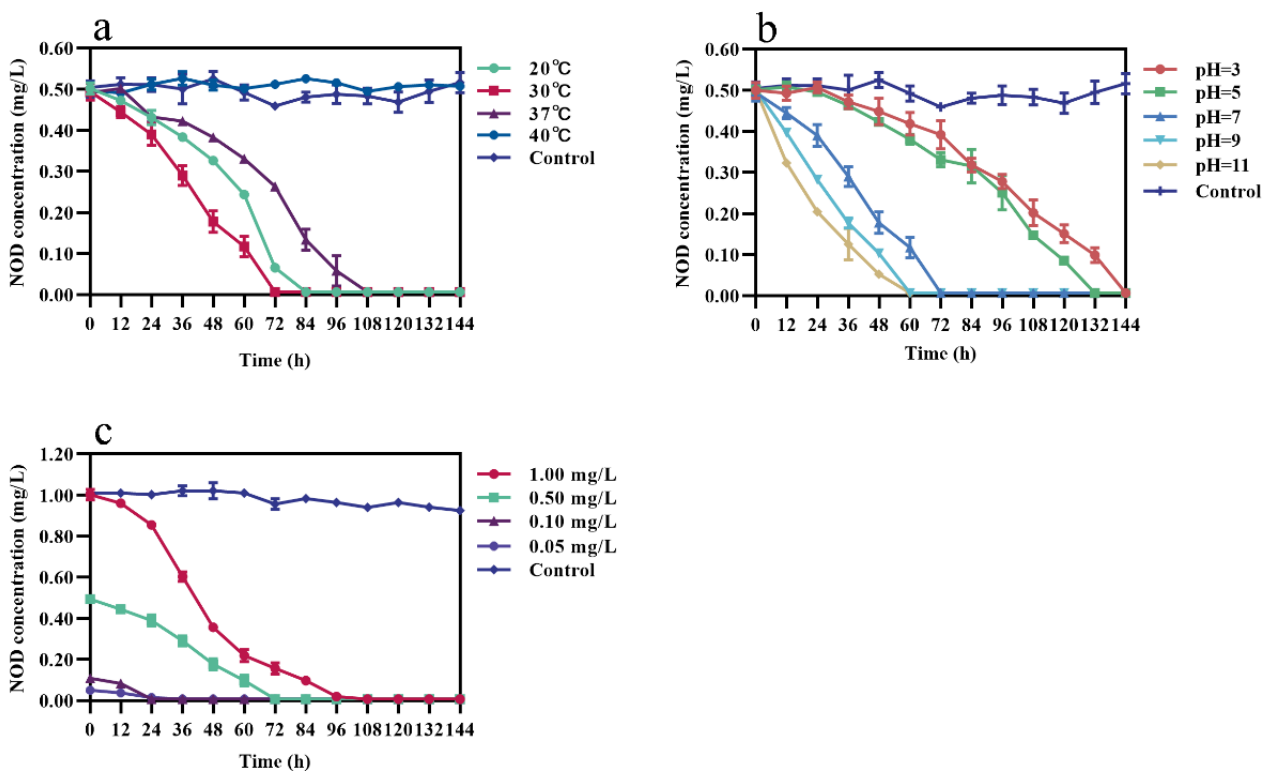 a
NOD concentration (mg/L)
0.60
0.50
0.40
0.30
0.20
0.10
0.00
0 12 24 36 48 60 72 84 96 108 120 132 144
Time (h)
20℃
30℃
37℃
40℃
Control
b
NOD concentration (mg/L)
0.60
0.50
0.40
0.30
0.20
0.10
0.00
0 12 24 36 48 60 72 84 96 108 120 132 144
Time (h)
pH=3
pH=5
pH=7
pH=9
pH=11
Control
c
NOD concentration (mg/L)
1.20
1.00
0.80
0.60
0.40
0.20
0.00
0 12 24 36 48 60 72 84 96 108 120 132 144
Time (h)
1.00 mg/L
0.50 mg/L
0.10 mg/L
0.05 mg/L
Control